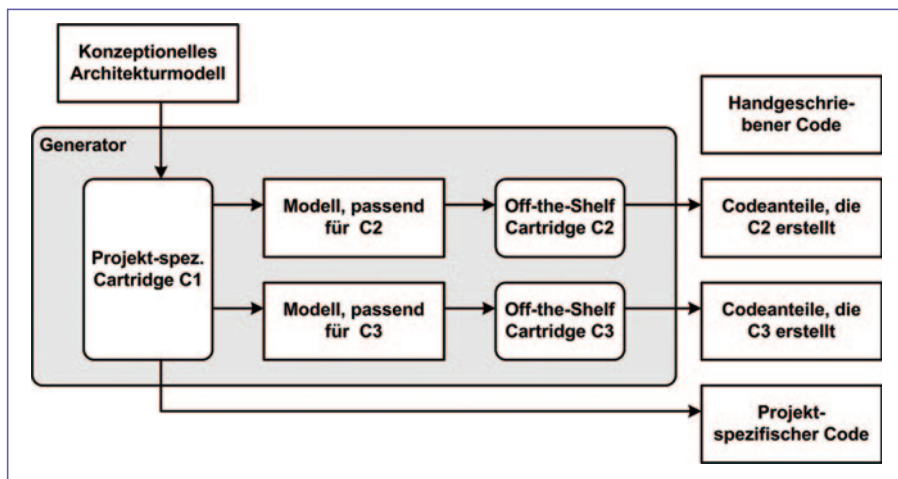 Konzeptionelles
Architekturmodell
Handgeschrie-
bener Code
Generator
Projekt-spez.
Cartridge C1
Modell, passend
für C2
Off-the-Shelf
Cartridge C2
Codeanteile, die
C2 erstellt
Modell, passend
für C3
Off-the-Shelf
Cartridge C3
Codeanteile, die
C3 erstellt
Projekt-
spezifischer Code